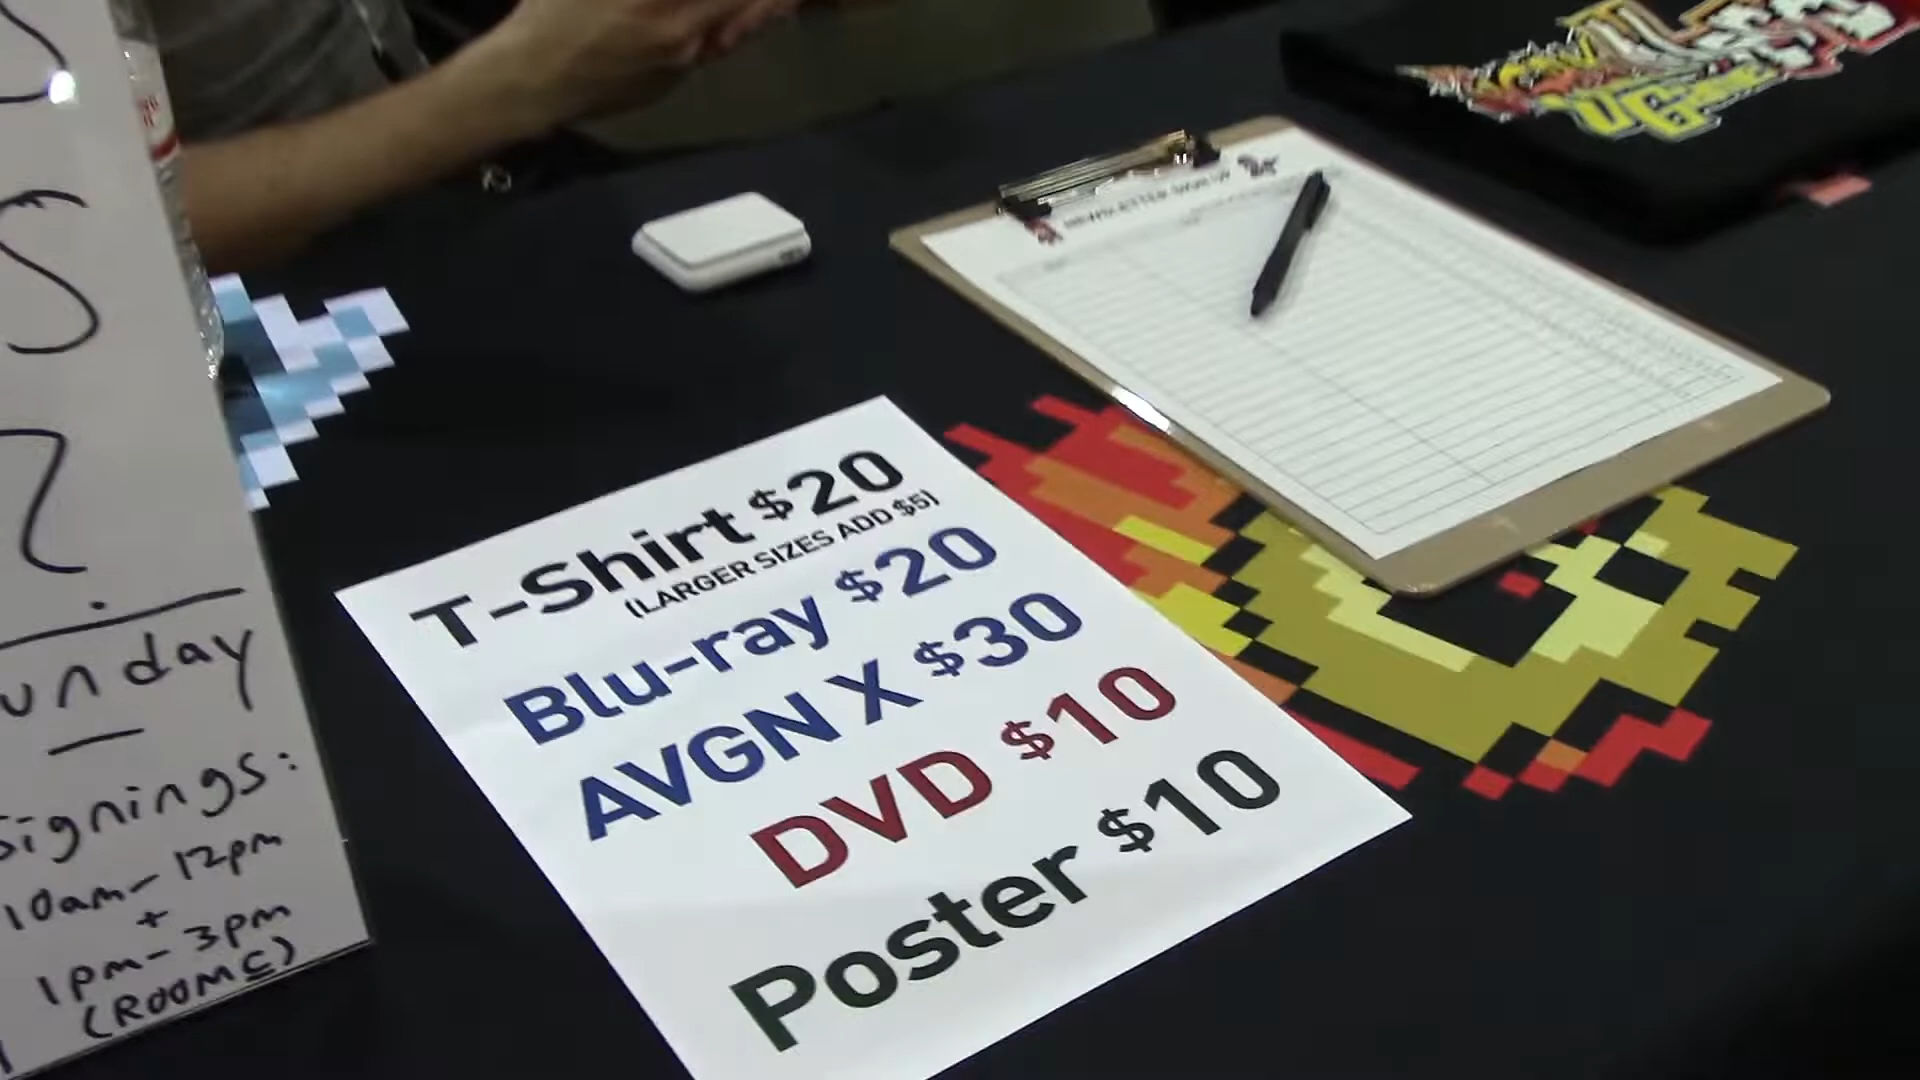 unday
signings:
10am-12pm
+
1pm-3pm
(ROOM C)
T-Shirt $20
(LARGER SIZES ADD $5)
Blu-ray $20
AVGN X $30
DVD $10
Poster $10